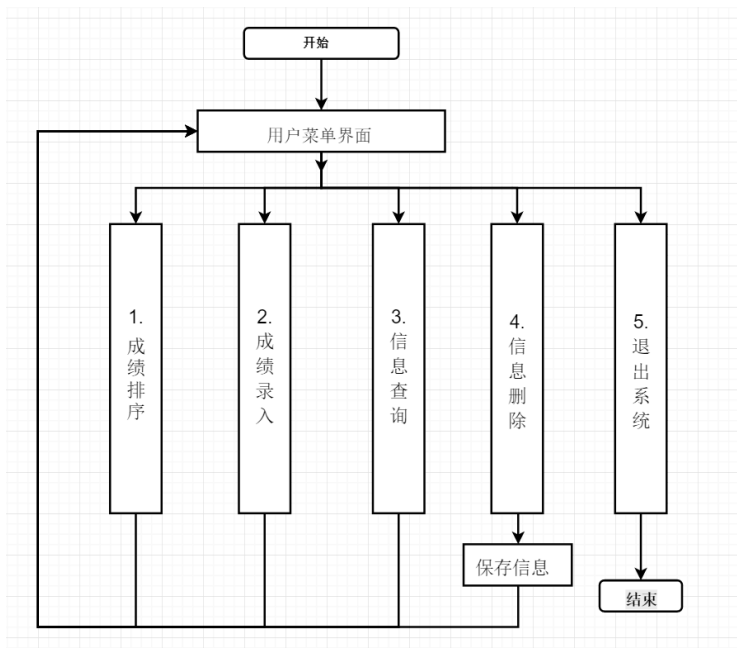 开始
用户菜单界面
1.
成绩排序
2.
成绩录入
3.
信息查询
4.
信息删除
5.
退出系统
保存信息
结束